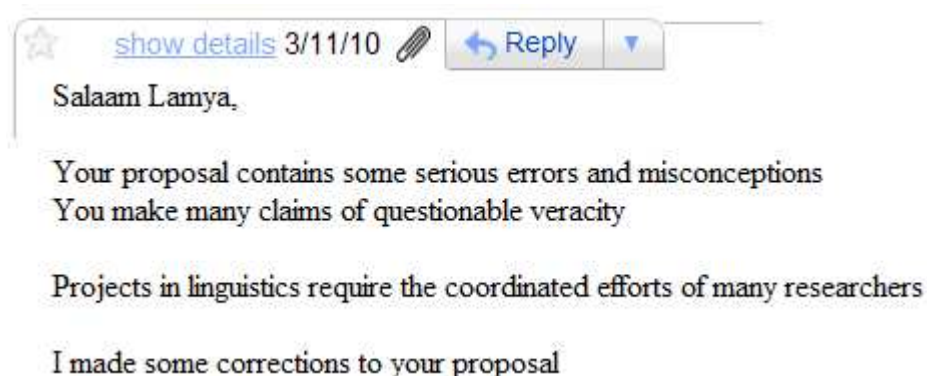 show details 3/11/10 Reply
Salaam Lamya,
Your proposal contains some serious errors and misconceptions
You make many claims of questionable veracity
Projects in linguistics require the coordinated efforts of many researchers
I made some corrections to your proposal